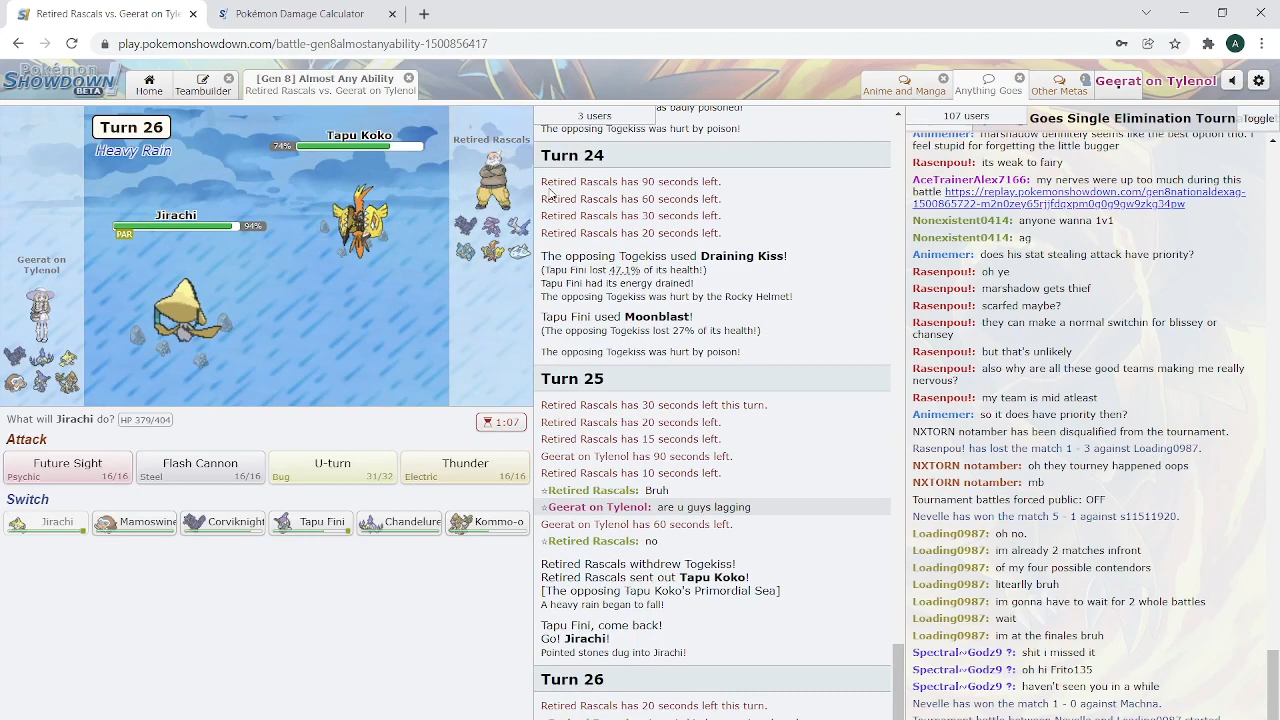 Retired Rascals vs. Geerat on Tyle
Pokémon Damage Calculator
play.pokemonshowdown.com/battle-gen8almostanyability-1500856417
A
Pokémon
SHOWDOWN
BETA
Home
Teambuilder
[Gen 8] Almost Any Ability
Retired Rascals vs. Geerat on Tylenol
Anime and Manga
Anything Goes
Other Metas
1
Geerat on Tylenol
Turn 26
Heavy Rain
Tapu Koko
74%
Jirachi
94%
PAR
Geerat on
Tylenol
Retired Rascals
What will Jirachi do? HP 379/404
1:07
Attack
Future Sight
Psychic 16/16
Flash Cannon
Steel 16/16
U-turn
Bug 31/32
Thunder
Electric 16/16
Switch
Jirachi
Mamoswine
Corviknight
Tapu Fini
Chandelure
Kommo-o
3 users
was badly poisoned!
The opposing Togekiss was hurt by poison!
Turn 24
Retired Rascals has 90 seconds left.
Retired Rascals has 60 seconds left.
Retired Rascals has 30 seconds left.
Retired Rascals has 20 seconds left.
The opposing Togekiss used Draining Kiss!
(Tapu Fini lost 47.1% of its health!)
Tapu Fini had its energy drained!
The opposing Togekiss was hurt by the Rocky Helmet!
Tapu Fini used Moonblast!
(The opposing Togekiss lost 27% of its health!)
The opposing Togekiss was hurt by poison!
Turn 25
Retired Rascals has 30 seconds left this turn.
Retired Rascals has 20 seconds left.
Retired Rascals has 15 seconds left.
Geerat on Tylenol has 90 seconds left.
Retired Rascals has 10 seconds left.
☆Retired Rascals: Bruh
☆Geerat on Tylenol: are u guys lagging
Geerat on Tylenol has 60 seconds left.
☆Retired Rascals: no
Retired Rascals withdrew Togekiss!
Retired Rascals sent out Tapu Koko!
[The opposing Tapu Koko's Primordial Sea]
A heavy rain began to fall!
Tapu Fini, come back!
Go! Jirachi!
Pointed stones dug into Jirachi!
Turn 26
Retired Rascals has 20 seconds left this turn.
107 users
Goes Single Elimination Tourn
Toggle
Animemer: marshadow definitely seems like the best option tho. I
feel stupid for forgetting the little bugger
Rasenpou!: its weak to fairy
AceTrainerAlex7166: my nerves were up too much during this
battle https://replay.pokemonshowdown.com/gen8nationaldexag-
1500865722-m2n0zey65rjjfdgxpm0g0g9gw9zkg34pw
Nonexistent0414: anyone wanna 1v1
Nonexistent0414: ag
Animemer: does his stat stealing attack have priority?
Rasenpou!: oh ye
Rasenpou!: marshadow gets thief
Rasenpou!: scarfed maybe?
Rasenpou!: they can make a normal switchin for blissey or
chansey
Rasenpou!: but that's unlikely
Rasenpou!: also why are all these good teams making me really
nervous?
Rasenpou!: my team is mid atleast
Animemer: so it does have priority then?
NXTORN notamber has been disqualified from the tournament.
Rasenpou! has lost the match 1 - 3 against Loading0987.
NXTORN notamber: oh they tourney happened oops
NXTORN notamber: mb
Tournament battles forced public: OFF
Nevelle has won the match 5 - 1 against s11511920.
Loading0987: oh no.
Loading0987: im already 2 matches infront
Loading0987: of my four possible contendors
Loading0987: litearlly bruh
Loading0987: im gonna have to wait for 2 whole battles
Loading0987: wait
Loading0987: im at the finales bruh
Spectral~Godz9 ?: shit i missed it
Spectral~Godz9 ?: oh hi Frito135
Spectral~Godz9 ?: haven't seen you in a while
Nevelle has won the match 1 - 0 against Machna.
Tournament battle between Nevelle and Loading0987 started